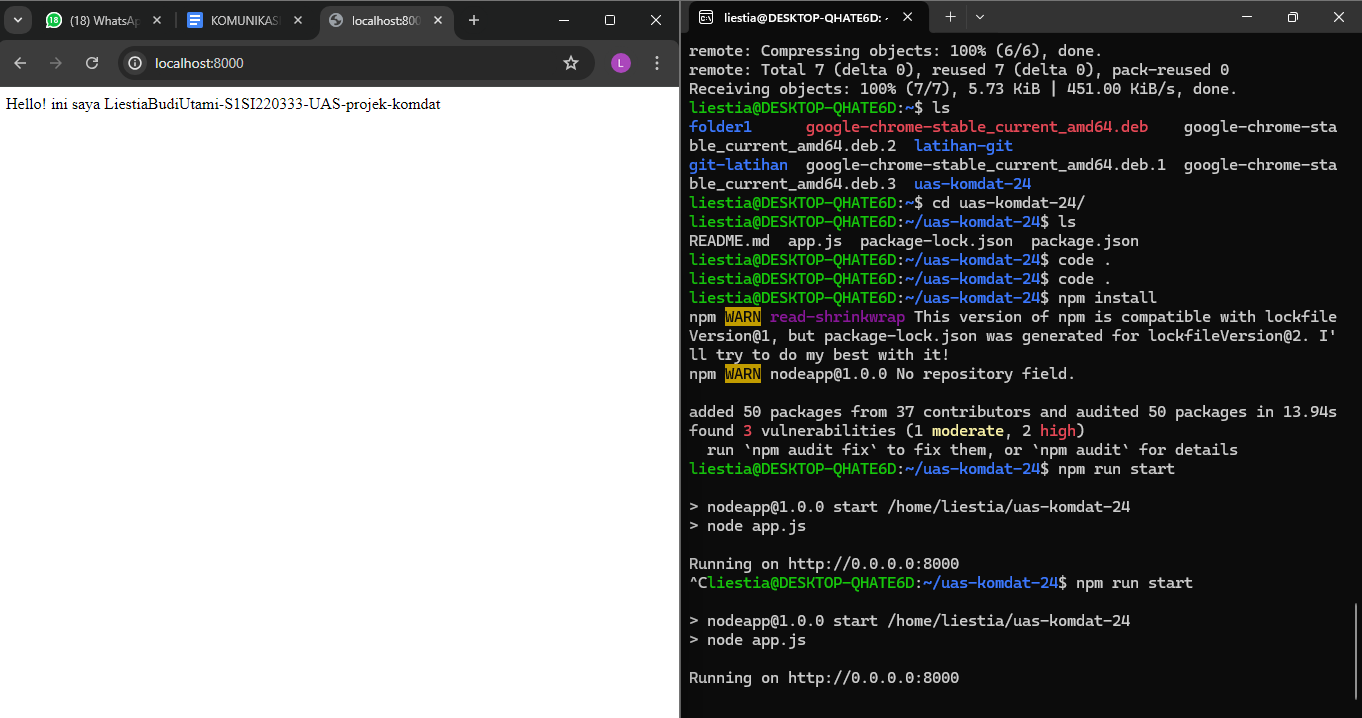 (18) WhatsAp
KOMUNIKAS
localhost:800
localhost:8000
L
Hello! ini saya LiestiaBudiUtami-S1SI220333-UAS-projek-komdat
liestia@DESKTOP-QHATE6D: ~
remote: Compressing objects: 100% (6/6), done.
remote: Total 7 (delta 0), reused 7 (delta 0), pack-reused 0
Receiving objects: 100% (7/7), 5.73 KiB | 451.00 KiB/s, done.
liestia@DESKTOP-QHATE6D:~$ ls
folder1      google-chrome-stable_current_amd64.deb    google-chrome-sta
ble_current_amd64.deb.2  latihan-git
git-latihan  google-chrome-stable_current_amd64.deb.1  google-chrome-sta
ble_current_amd64.deb.3  uas-komdat-24
liestia@DESKTOP-QHATE6D:~$ cd uas-komdat-24/
liestia@DESKTOP-QHATE6D:~/uas-komdat-24$ ls
README.md  app.js  package-lock.json  package.json
liestia@DESKTOP-QHATE6D:~/uas-komdat-24$ code .
liestia@DESKTOP-QHATE6D:~/uas-komdat-24$ code .
liestia@DESKTOP-QHATE6D:~/uas-komdat-24$ npm install
npm WARN read-shrinkwrap This version of npm is compatible with lockfile
Version@1, but package-lock.json was generated for lockfileVersion@2. I'
ll try to do my best with it!
npm WARN nodeapp@1.0.0 No repository field.
added 50 packages from 37 contributors and audited 50 packages in 13.94s
found 3 vulnerabilities (1 moderate, 2 high)
  run `npm audit fix` to fix them, or `npm audit` for details
liestia@DESKTOP-QHATE6D:~/uas-komdat-24$ npm run start
> nodeapp@1.0.0 start /home/liestia/uas-komdat-24
> node app.js
Running on http://0.0.0.0:8000
^Cliestia@DESKTOP-QHATE6D:~/uas-komdat-24$ npm run start
> nodeapp@1.0.0 start /home/liestia/uas-komdat-24
> node app.js
Running on http://0.0.0.0:8000